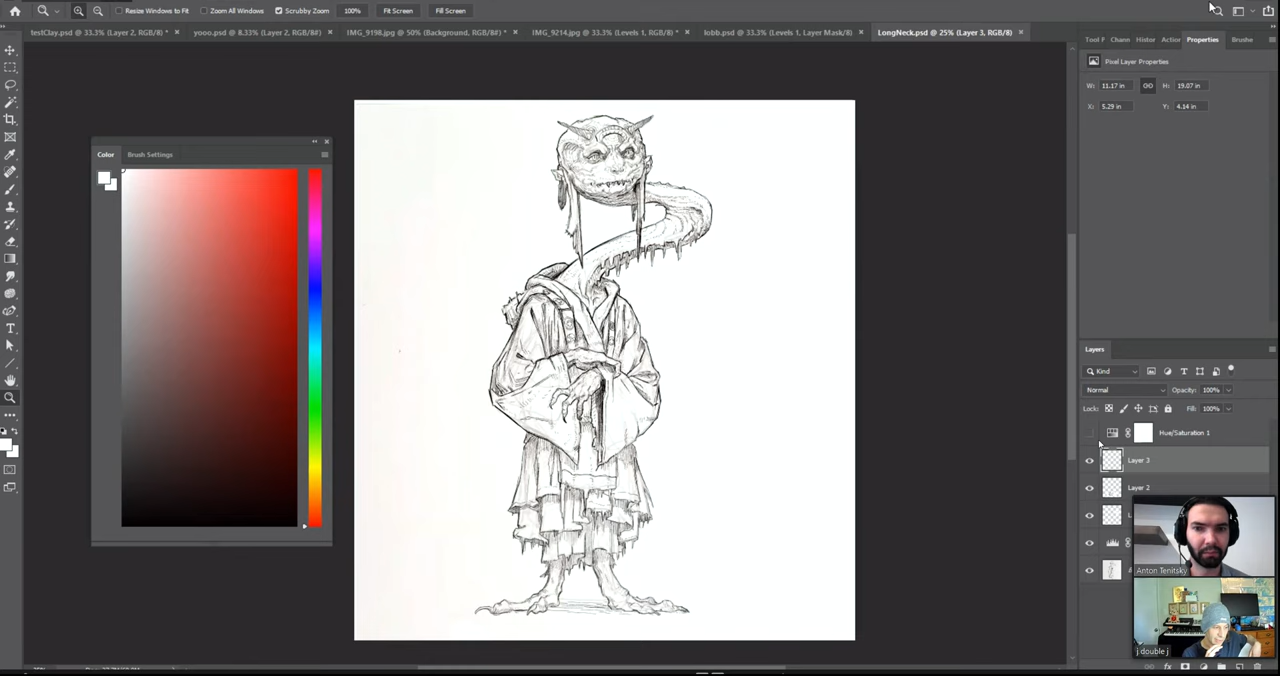 Resize Windows to Fit Zoom All Windows Scrubby Zoom 100% Fit Screen Fill Screen
testClay.psd @ 33.3% (Layer 2, RGB/8) * × yooo.psd @ 8.33% (Layer 2, RGB/8#) × IMG_9198.jpg @ 50% (Background, RGB/8#) * × IMG_9214.jpg @ 33.3% (Levels 1, RGB/8) * × lobb.psd @ 33.3% (Levels 1, Layer Mask/8) × LongNeck.psd @ 25% (Layer 3, RGB/8) ×
Tool F Chann Histor Action Properties Brushe
Pixel Layer Properties
W: 11.17 in H: 19.07 in
X: 5.29 in Y: 4.14 in
Color Brush Settings
Layers
Kind
Normal Opacity: 100%
Lock: Fill: 100%
Hue/Saturation 1
Layer 3
Layer 2
Anton Tenitsky
j double j